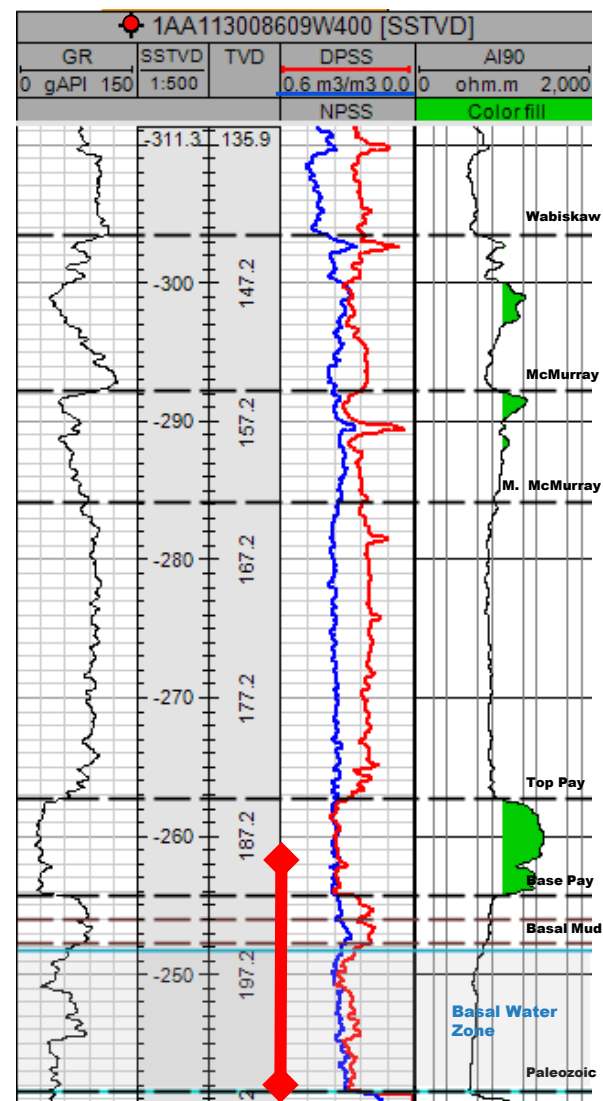 1AA113008609W400 [SSTVD]
GR SSTVD TVD DPSS AI90
0 gAPI 150 1:500 0.6 m3/m3 0.0 0 ohm.m 2,000
NPSS Color fill
-311.3 135.9
Wabiskaw
-300 147.2
McMurray
-290 157.2
M. McMurray
-280 167.2
-270 177.2
Top Pay
-260 187.2
Base Pay
Basal Mud
-250 197.2
Basal Water
Zone
Paleozoic